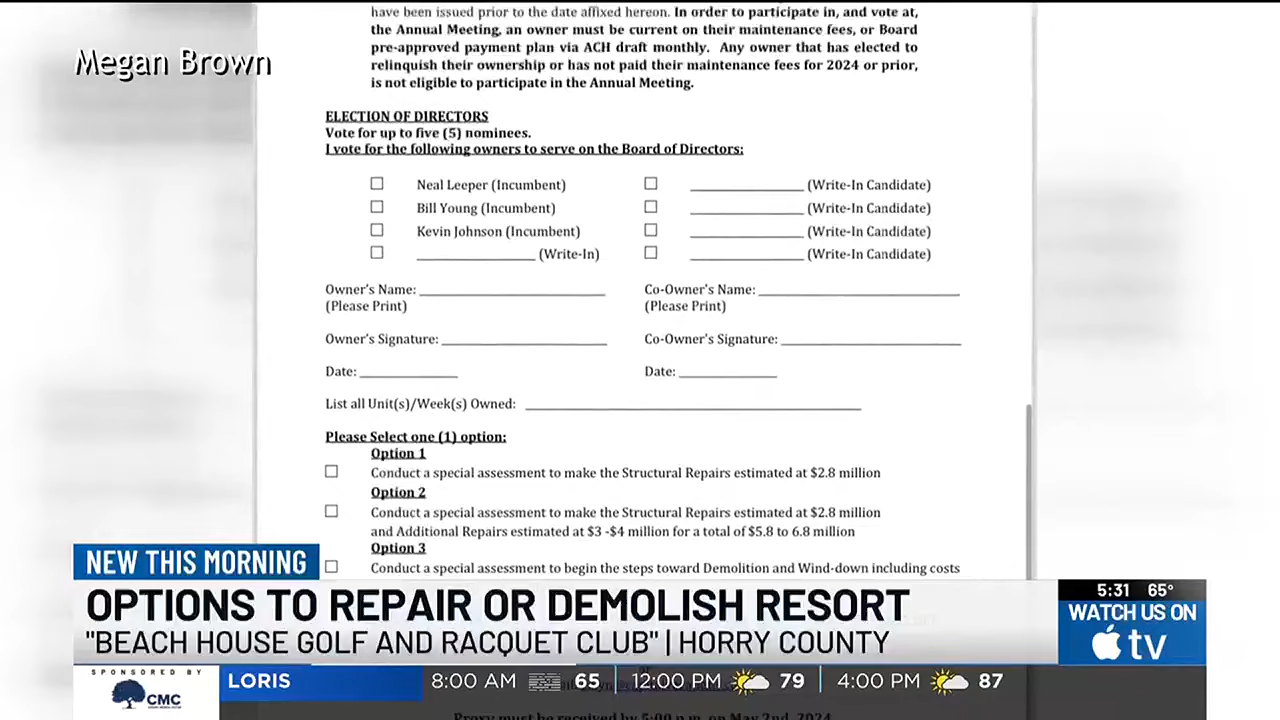 Megan Brown
have been issued prior to the date affixed hereon. In order to participate in, and vote at,
the Annual Meeting, an owner must be current on their maintenance fees, or Board
pre-approved payment plan via ACH draft monthly. Any owner that has elected to
relinquish their ownership or has not paid their maintenance fees for 2024 or prior,
is not eligible to participate in the Annual Meeting.
ELECTION OF DIRECTORS
Vote for up to five (5) nominees.
I vote for the following owners to serve on the Board of Directors:
Neal Leeper (Incumbent) (Write-In Candidate)
Bill Young (Incumbent) (Write-In Candidate)
Kevin Johnson (Incumbent) (Write-In Candidate)
(Write-In) (Write-In Candidate)
Owner's Name: Co-Owner's Name:
(Please Print) (Please Print)
Owner's Signature: Co-Owner's Signature:
Date: Date:
List all Unit(s)/Week(s) Owned:
Please Select one (1) option:
Option 1
Conduct a special assessment to make the Structural Repairs estimated at $2.8 million
Option 2
Conduct a special assessment to make the Structural Repairs estimated at $2.8 million
and Additional Repairs estimated at $3 -$4 million for a total of $5.8 to 6.8 million
Option 3
Conduct a special assessment to begin the steps toward Demolition and Wind-down including costs
NEW THIS MORNING
OPTIONS TO REPAIR OR DEMOLISH RESORT
"BEACH HOUSE GOLF AND RACQUET CLUB" | HORRY COUNTY
5:31 65°
WATCH US ON
tv
SPONSORED BY
CMC
LORIS 8:00 AM 65 12:00 PM 79 4:00 PM 87
Proxy must be received by 5:00 p.m. on May 2nd, 2024